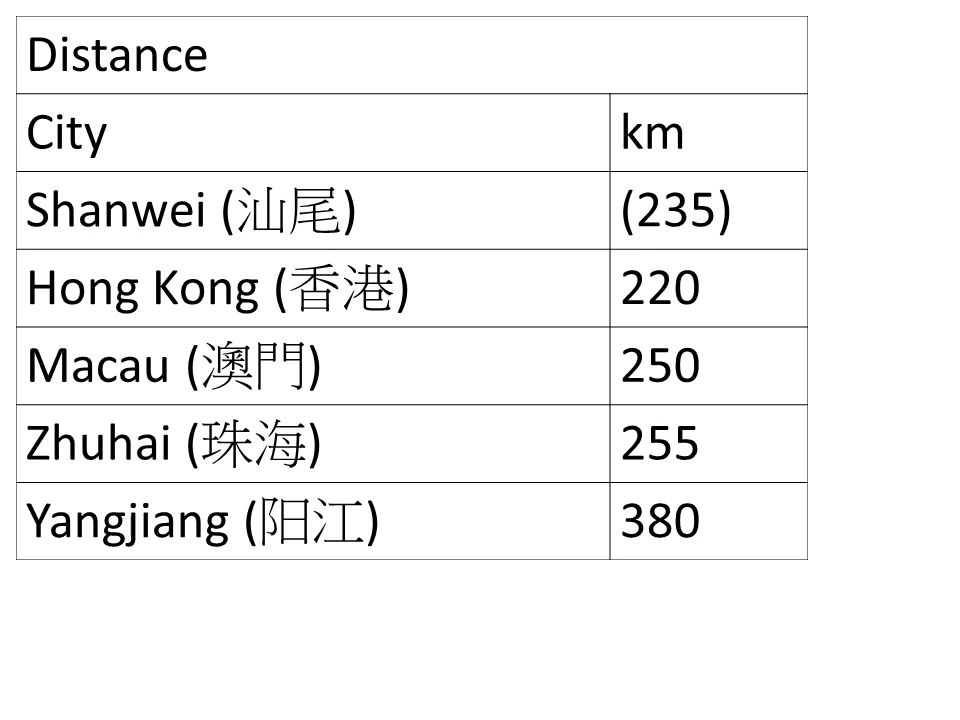 Distance
City km
Shanwei (汕尾) (235)
Hong Kong (香港) 220
Macau (澳門) 250
Zhuhai (珠海) 255
Yangjiang (阳江) 380